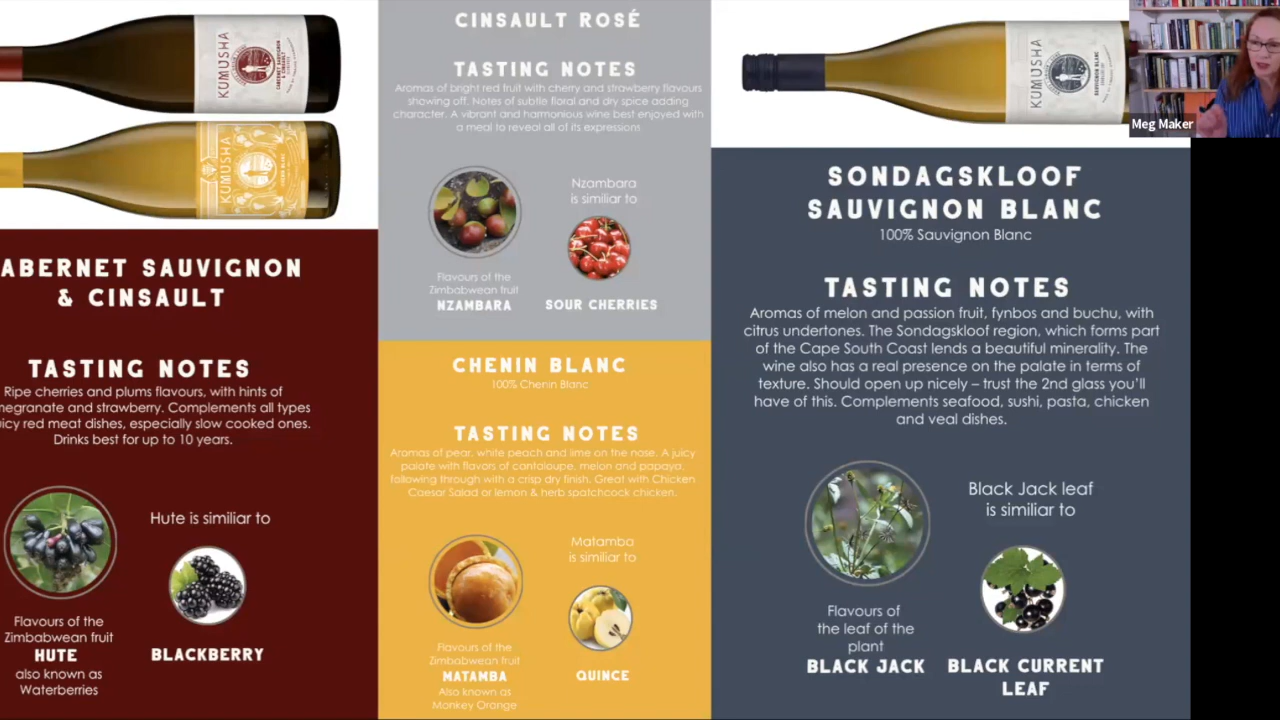 KUMUSHA
KUMUSHA
ABERNET SAUVIGNON
& CINSAULT
TASTING NOTES
Ripe cherries and plums flavours, with hints of
megranate and strawberry. Complements all types
icy red meat dishes, especially slow cooked ones.
Drinks best for up to 10 years.
Hute is similiar to
Flavours of the
Zimbabwean fruit
HUTE
also known as
Waterberries
BLACKBERRY
CINSAULT ROSÉ
TASTING NOTES
Aromas of bright red fruit with cherry and strawberry flavours
showing off. Notes of subtle floral and dry spice adding
character. A vibrant and harmonious wine best enjoyed with
a meal to reveal all of its expressions
Nzambara
is similiar to
Flavours of the
Zimbabwean fruit
NZAMBARA
SOUR CHERRIES
CHENIN BLANC
100% Chenin Blanc
TASTING NOTES
Aromas of pear, white peach and lime on the nose. A juicy
palate with flavors of cantaloupe, melon and papaya,
following through with a crisp dry finish. Great with Chicken
Caesar Salad or lemon & herb spatchcock chicken.
Matamba
is similiar to
Flavours of the
Zimbabwean fruit
MATAMBA
Also known as
Monkey Orange
QUINCE
KUMUSHA
SONDAGSKLOOF
SAUVIGNON BLANC
100% Sauvignon Blanc
TASTING NOTES
Aromas of melon and passion fruit, fynbos and buchu, with
citrus undertones. The Sondagskloof region, which forms part
of the Cape South Coast lends a beautiful minerality. The
wine also has a real presence on the palate in terms of
texture. Should open up nicely – trust the 2nd glass you'll
have of this. Complements seafood, sushi, pasta, chicken
and veal dishes.
Black Jack leaf
is similiar to
Flavours of
the leaf of the
plant
BLACK JACK
BLACK CURRENT
LEAF
Meg Maker